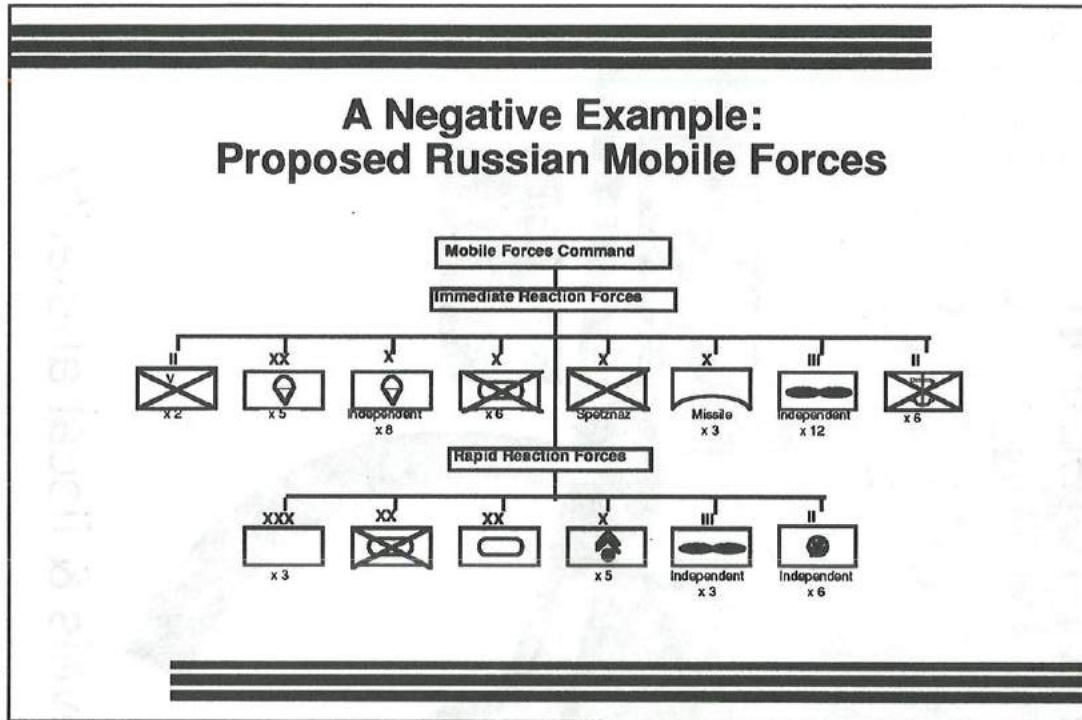 A Negative Example:
Proposed Russian Mobile Forces
Mobile Forces Command
Immediate Reaction Forces
II XX X X X X III II
V
x 2 x 5 Independent x 6 Spetznaz Missile Independent x 6
x 8 x 3 x 12
Rapid Reaction Forces
XXX XX XX X III II
x 3 x 5 Independent Independent
x 3 x 6